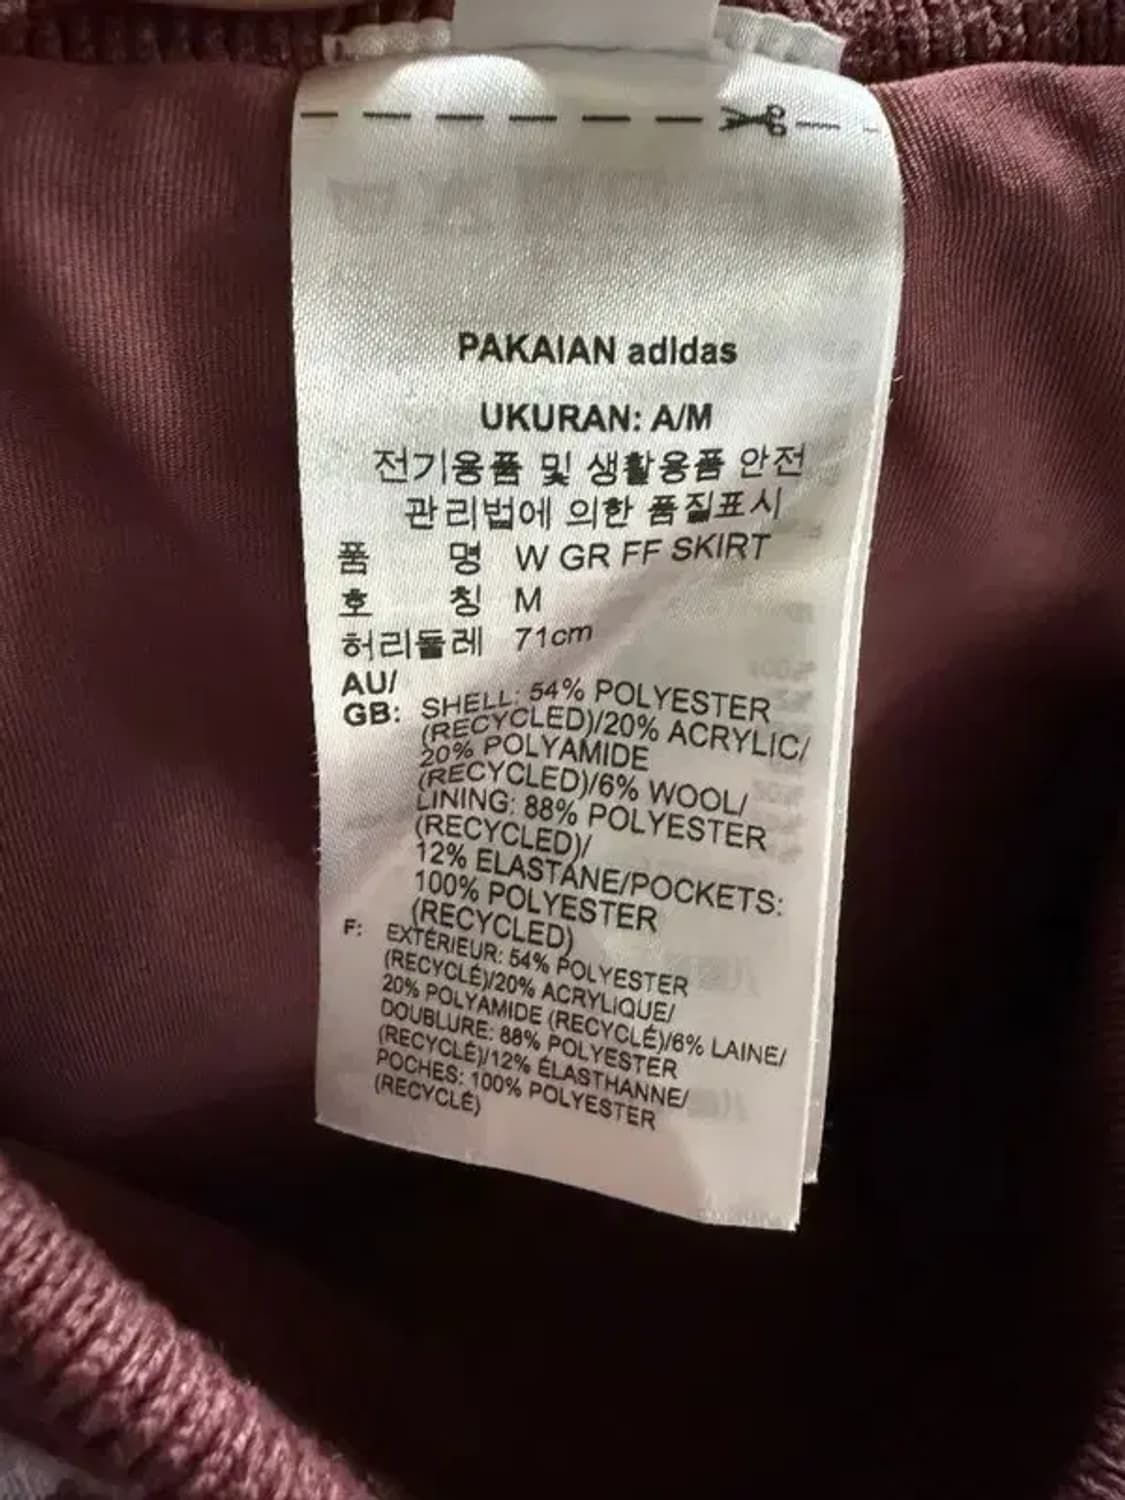 PAKAIAN adidas
UKURAN: A/M
전기용품 및 생활용품 안전
관리법에 의한 품질표시
품 명 W GR FF SKIRT
호 칭 M
허리둘레 71cm
AU/
GB: SHELL: 54% POLYESTER
(RECYCLED)/20% ACRYLIC/
20% POLYAMIDE
(RECYCLED)/6% WOOL/
LINING: 88% POLYESTER
(RECYCLED)/
12% ELASTANE/POCKETS:
100% POLYESTER
(RECYCLED)
F: EXTÉRIEUR: 54% POLYESTER
(RECYCLÉ)/20% ACRYLIQUE/
20% POLYAMIDE (RECYCLÉ)/6% LAINE/
DOUBLURE: 88% POLYESTER
(RECYCLÉ)/12% ÉLASTHANNE/
POCHES: 100% POLYESTER
(RECYCLÉ)